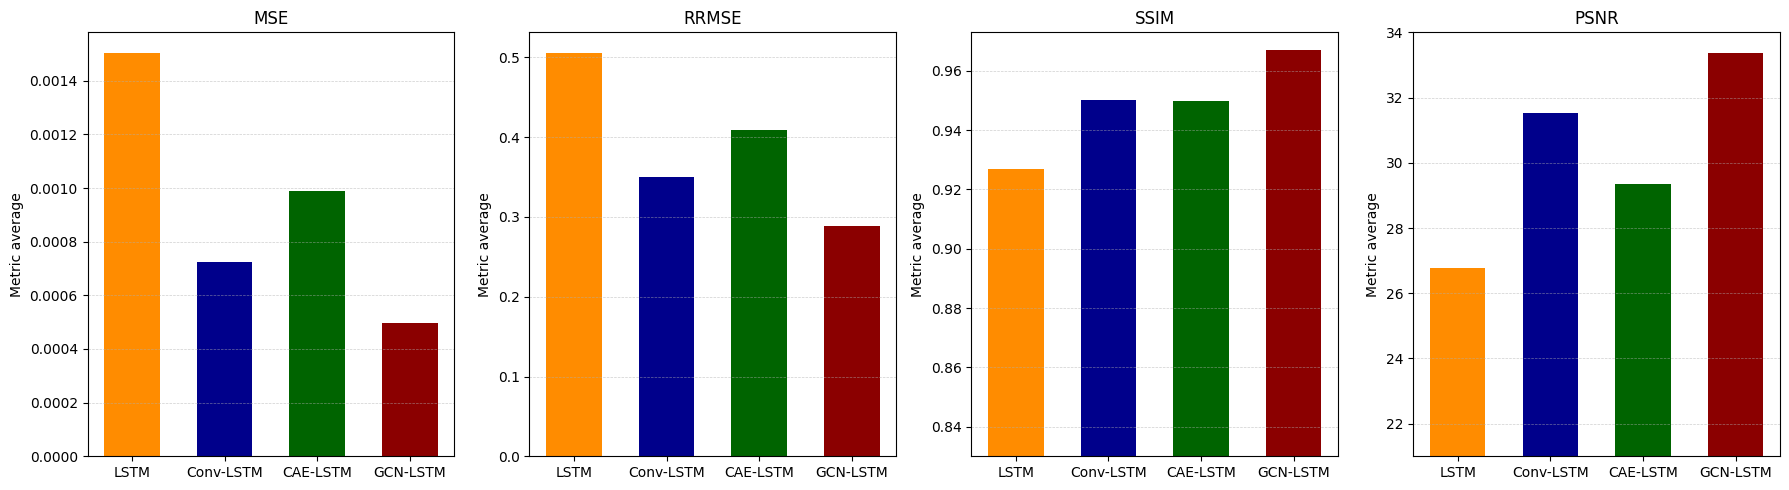 MSE
Metric average
0.0014
0.0012
0.0010
0.0008
0.0006
0.0004
0.0002
0.0000
LSTM Conv-LSTM CAE-LSTM GCN-LSTM
RRMSE
Metric average
0.5
0.4
0.3
0.2
0.1
0.0
LSTM Conv-LSTM CAE-LSTM GCN-LSTM
SSIM
Metric average
0.96
0.94
0.92
0.90
0.88
0.86
0.84
LSTM Conv-LSTM CAE-LSTM GCN-LSTM
PSNR
Metric average
34
33
30
28
26
24
22
LSTM Conv-LSTM CAE-LSTM GCN-LSTM